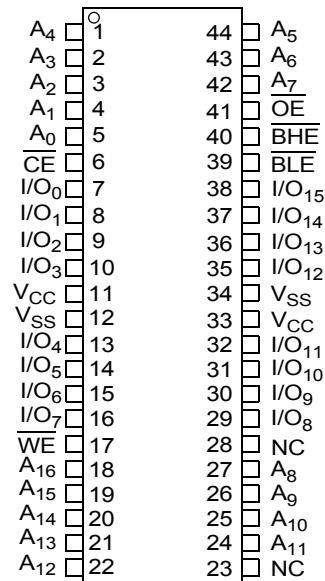 A4 1 44 A5
A3 2 43 A6
A2 3 42 A7
A1 4 41 OE
A0 5 40 BHE
CE 6 39 BLE
I/O0 7 38 I/O15
I/O1 8 37 I/O14
I/O2 9 36 I/O13
I/O3 10 35 I/O12
VCC 11 34 VSS
VSS 12 33 VCC
I/O4 13 32 I/O11
I/O5 14 31 I/O10
I/O6 15 30 I/O9
I/O7 16 29 I/O8
WE 17 28 NC
A16 18 27 A8
A15 19 26 A9
A14 20 25 A10
A13 21 24 A11
A12 22 23 NC